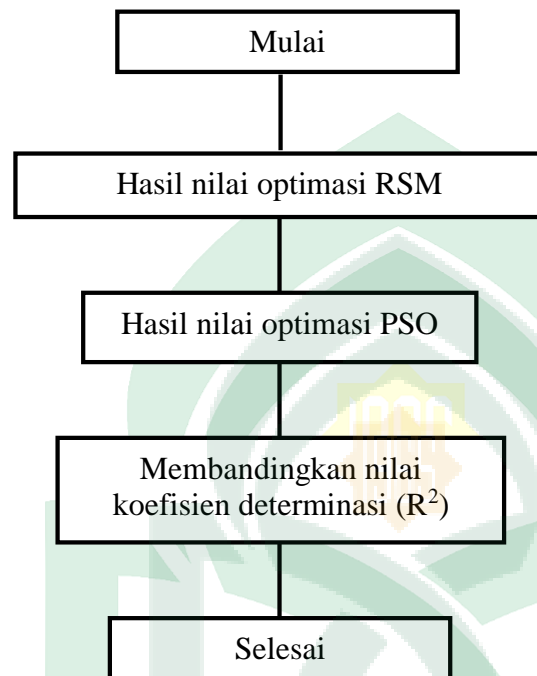 Mulai
Hasil nilai optimasi RSM
Hasil nilai optimasi PSO
Membandingkan nilai
koefisien determinasi (R²)
Selesai